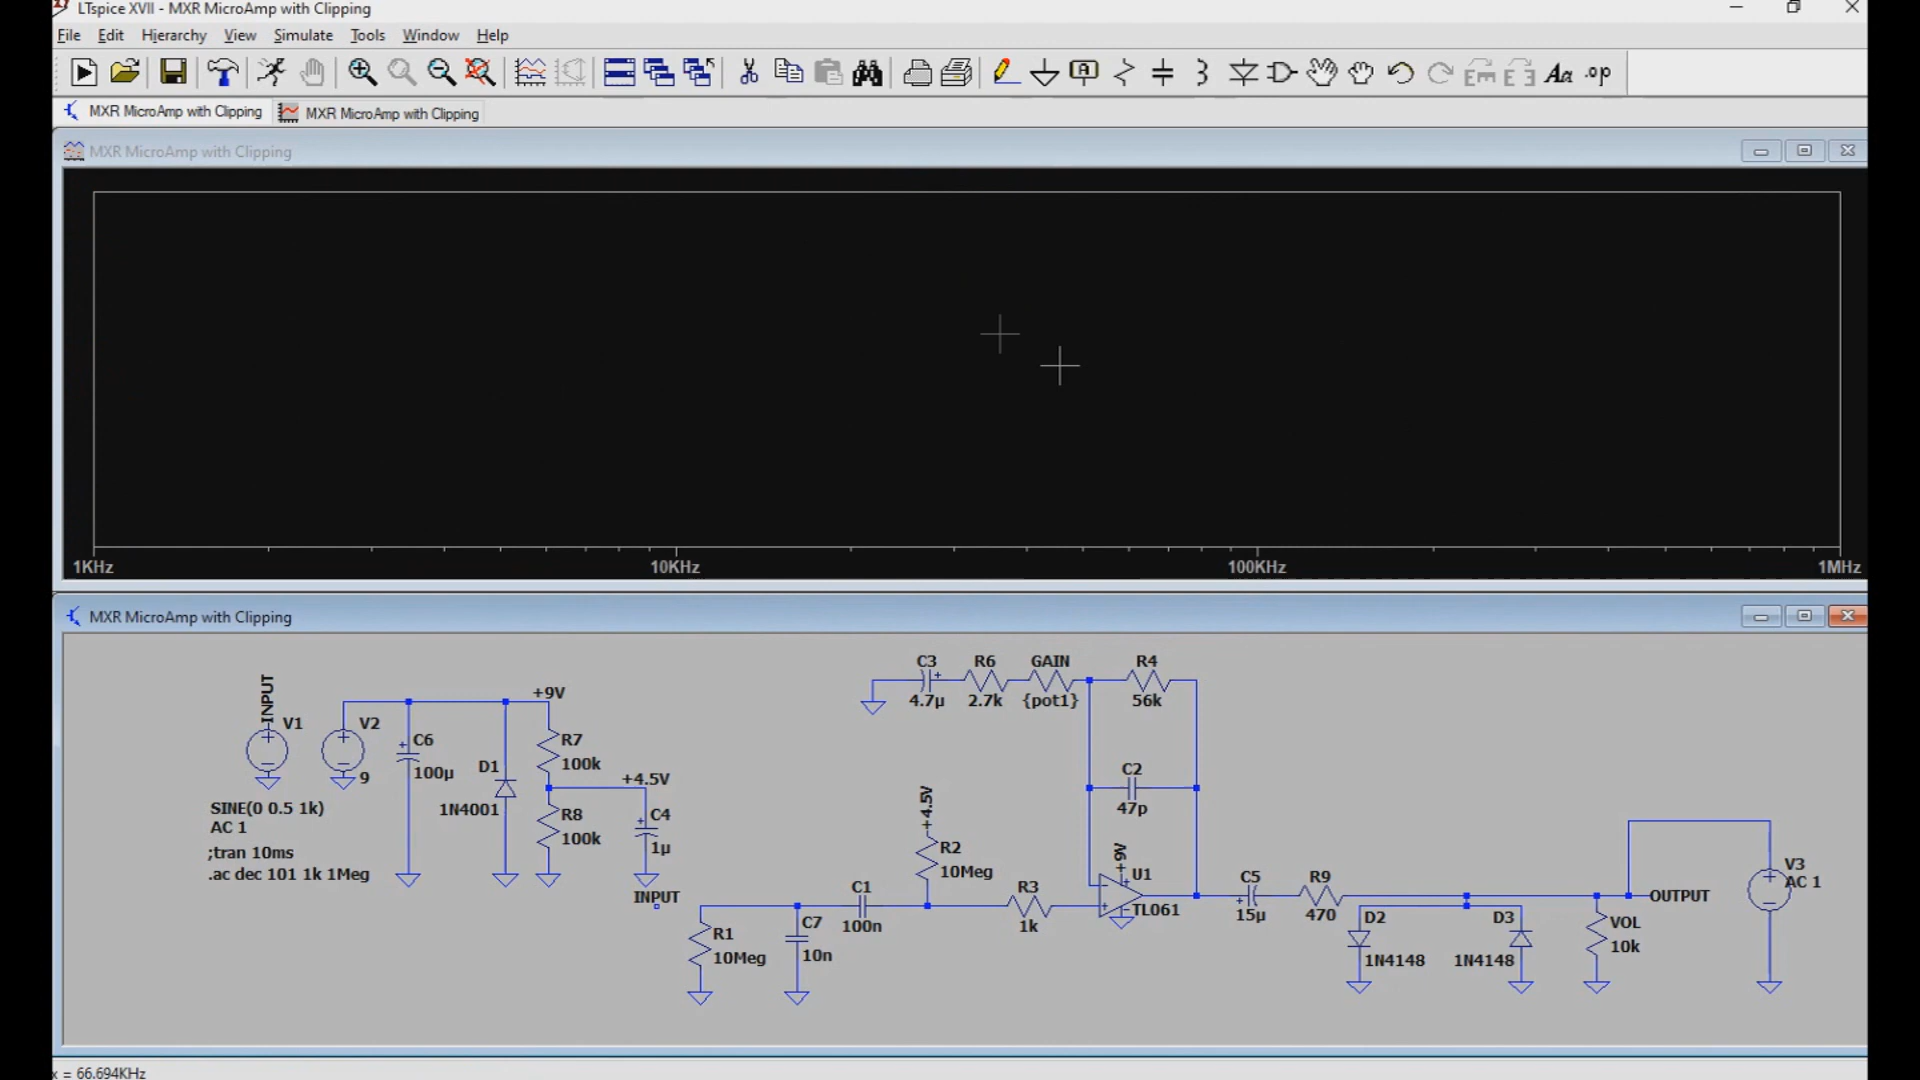 LTspice XVII - MXR MicroAmp with Clipping
File Edit Hierarchy View Simulate Tools Window Help
MXR MicroAmp with Clipping MXR MicroAmp with Clipping
MXR MicroAmp with Clipping
1KHz 10KHz 100KHz 1MHz
MXR MicroAmp with Clipping
INPUT
V1
SINE(0 0.5 1k)
AC 1
;tran 10ms
.ac dec 101 1k 1Meg
V2
9
C6
100µ
D1
1N4001
+9V
R7
100k
+4.5V
R8
100k
C4
1µ
INPUT
R1
10Meg
C7
10n
C1
100n
+4.5V
R2
10Meg
R3
1k
C3
4.7µ
R6
2.7k
GAIN
{pot1}
R4
56k
C2
47p
+9V
U1
TL061
C5
15µ
R9
470
D2
1N4148
D3
1N4148
VOL
10k
OUTPUT
V3
AC 1
x = 66.694KHz